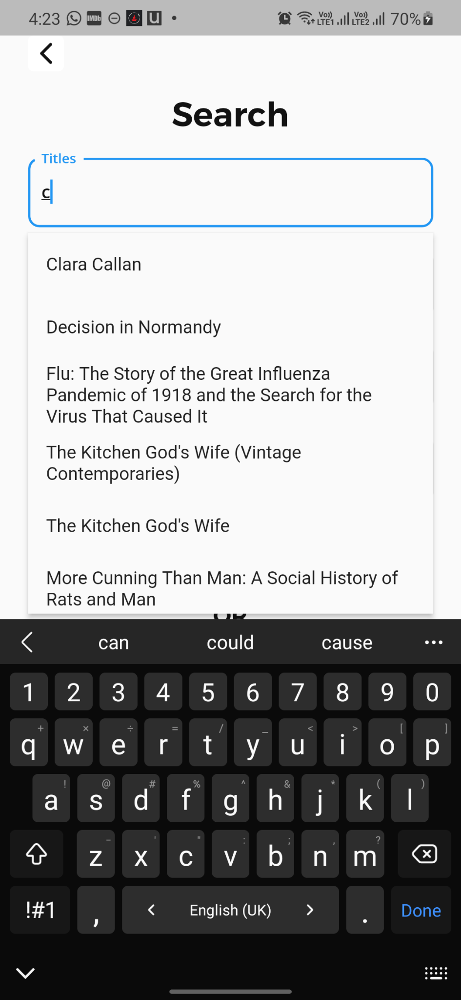 4:23 IMDb u Vo)) LTE1 Vo)) LTE2 70%
Search
Titles
c
Clara Callan
Decision in Normandy
Flu: The Story of the Great Influenza
Pandemic of 1918 and the Search for the
Virus That Caused It
The Kitchen God's Wife (Vintage
Contemporaries)
The Kitchen God's Wife
More Cunning Than Man: A Social History of
Rats and Man
OR
can could cause ...
1 2 3 4 5 6 7 8 9 0
+ × ÷ = / _ < > [ ]
q w e r t y u i o p
! @ # % ^ & * ( )
a s d f g h j k l
- ' " : ; , ?
z x c v b n m
!#1 , < English (UK) > . Done